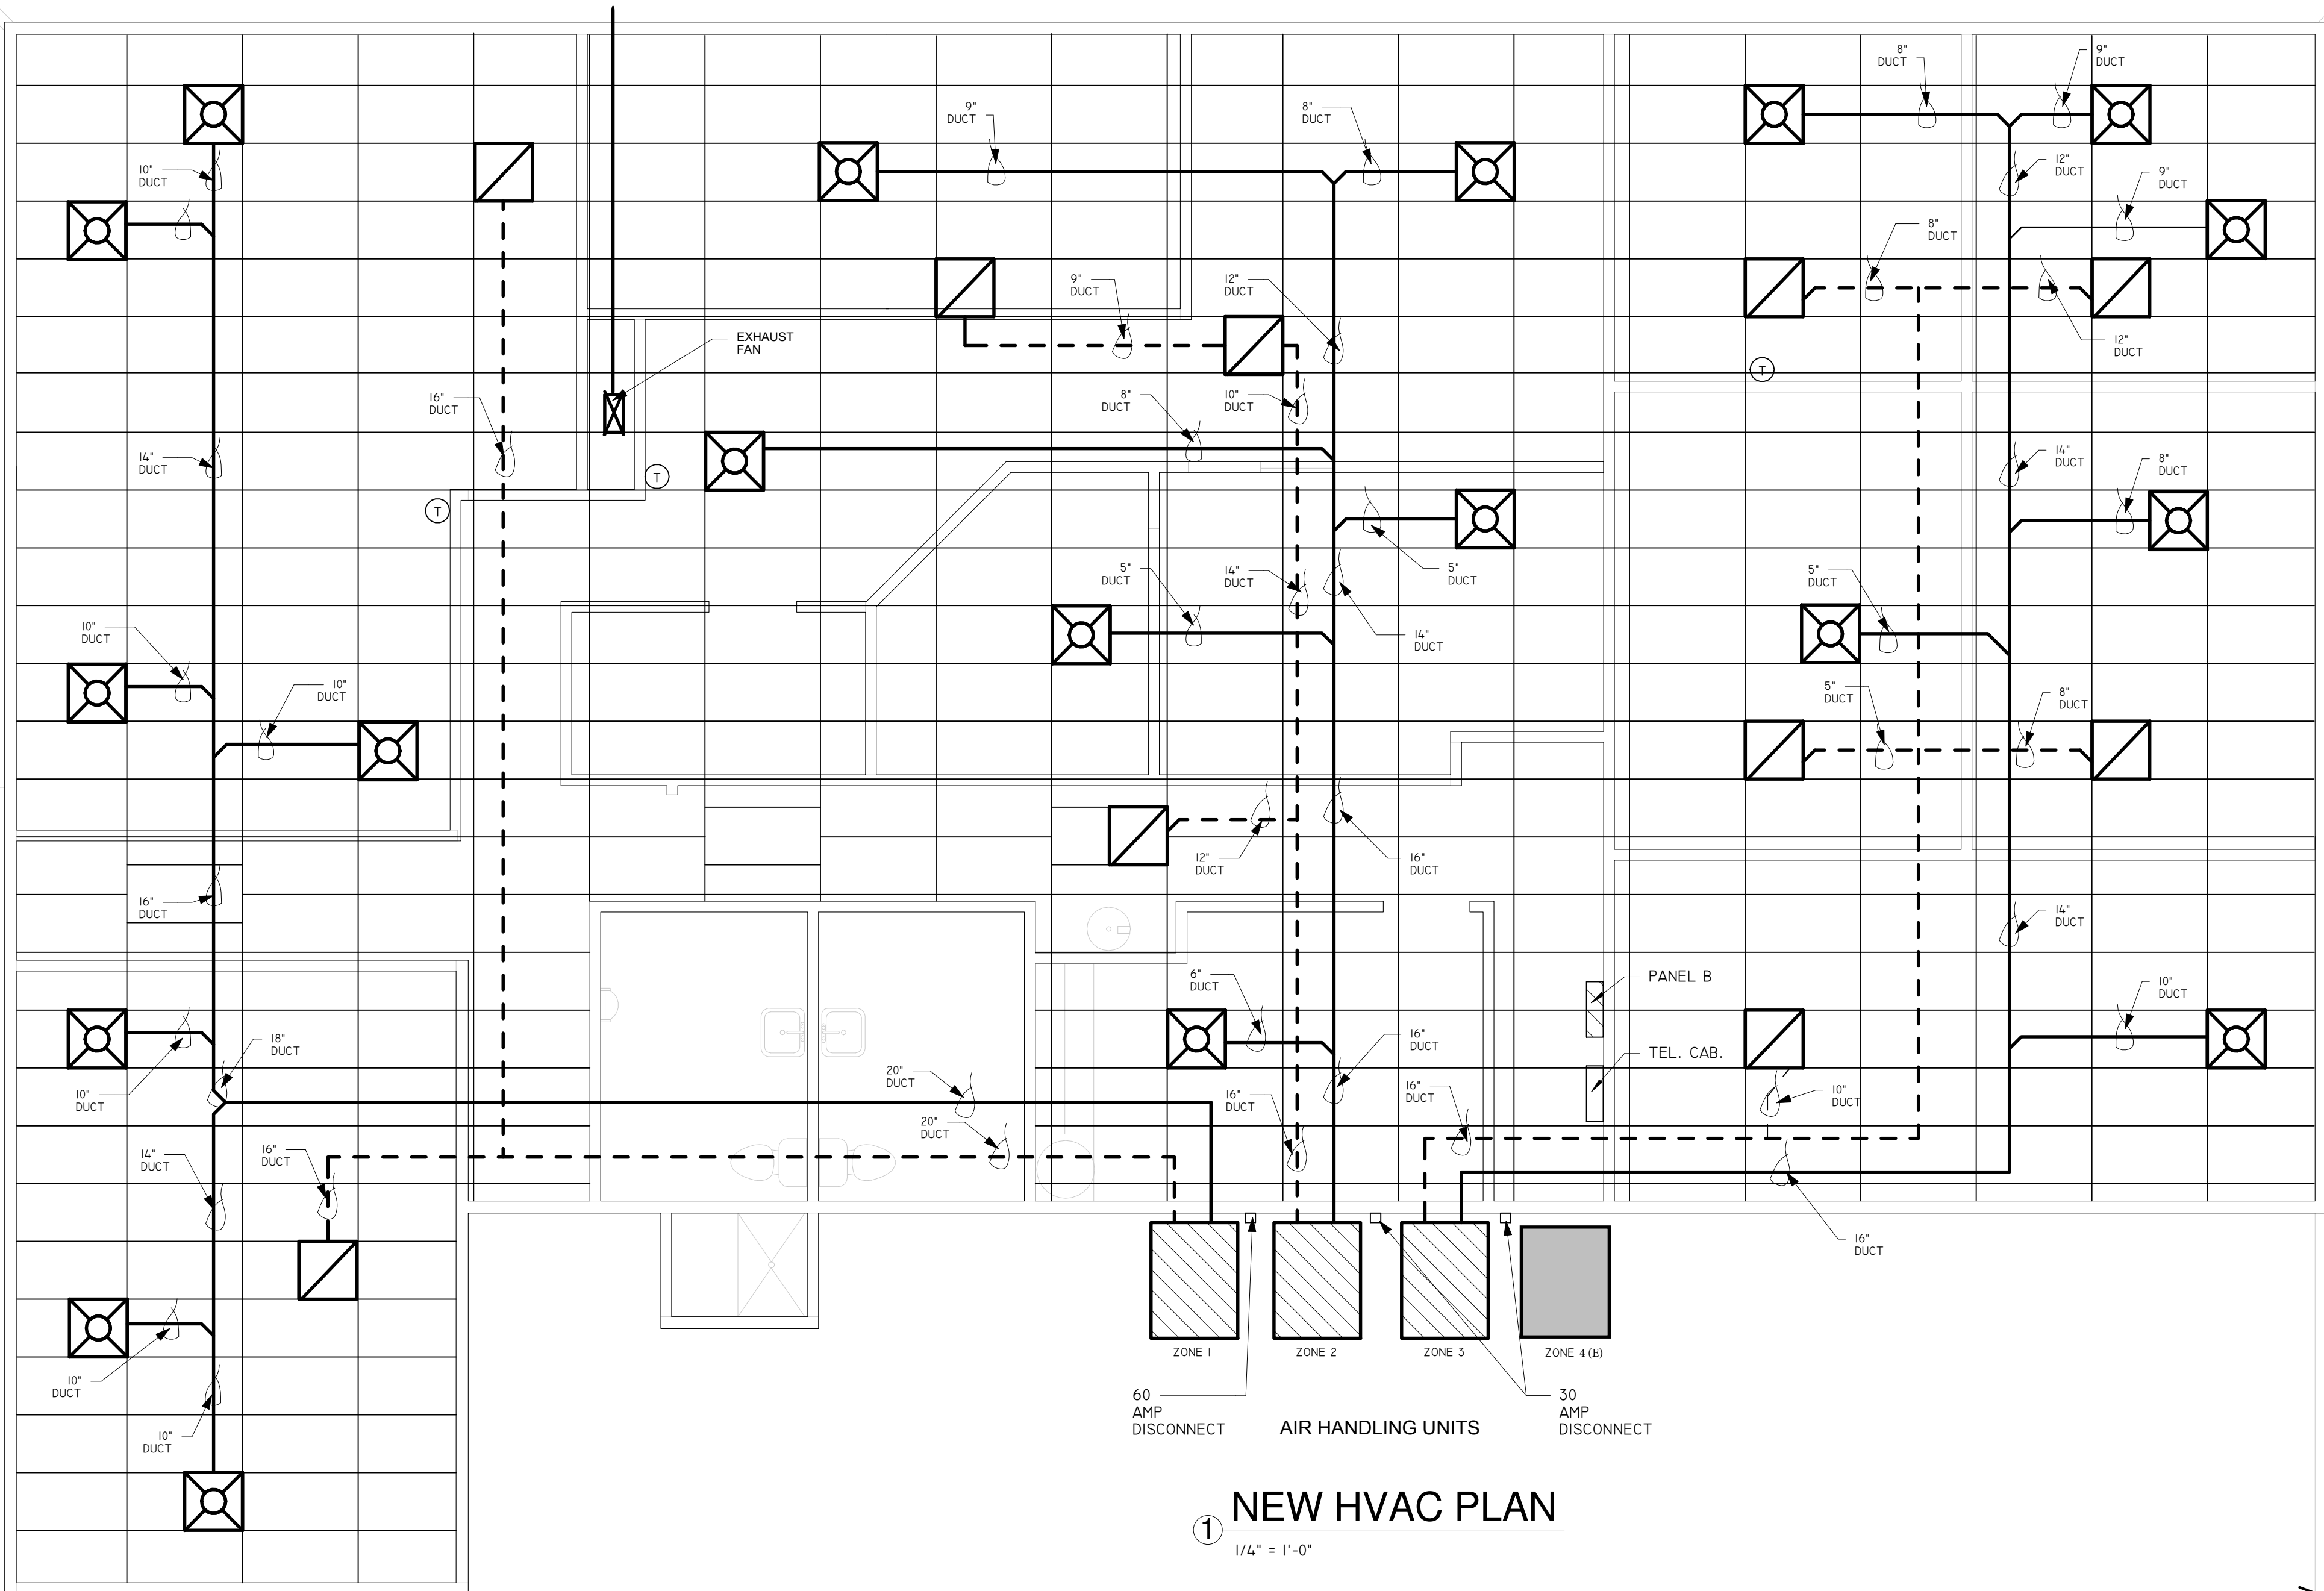 8"
DUCT
9"
DUCT
9"
DUCT
8"
DUCT
10"
DUCT
12"
DUCT
9"
DUCT
8"
DUCT
9"
DUCT
12"
DUCT
EXHAUST
FAN
12"
DUCT
T
16"
DUCT
8"
DUCT
10"
DUCT
14"
DUCT
14"
DUCT
8"
DUCT
T
T
5"
DUCT
14"
DUCT
5"
DUCT
5"
DUCT
10"
DUCT
14"
DUCT
10"
DUCT
5"
DUCT
8"
DUCT
12"
DUCT
16"
DUCT
16"
DUCT
14"
DUCT
6"
DUCT
PANEL B
10"
DUCT
18"
DUCT
16"
DUCT
TEL. CAB.
10"
DUCT
20"
DUCT
16"
DUCT
16"
DUCT
10"
DUCT
20"
DUCT
14"
DUCT
16"
DUCT
16"
DUCT
ZONE 1
ZONE 2
ZONE 3
ZONE 4 (E)
10"
DUCT
60
AMP
DISCONNECT
30
AMP
DISCONNECT
AIR HANDLING UNITS
10"
DUCT
1
NEW HVAC PLAN
1/4" = 1'-0"